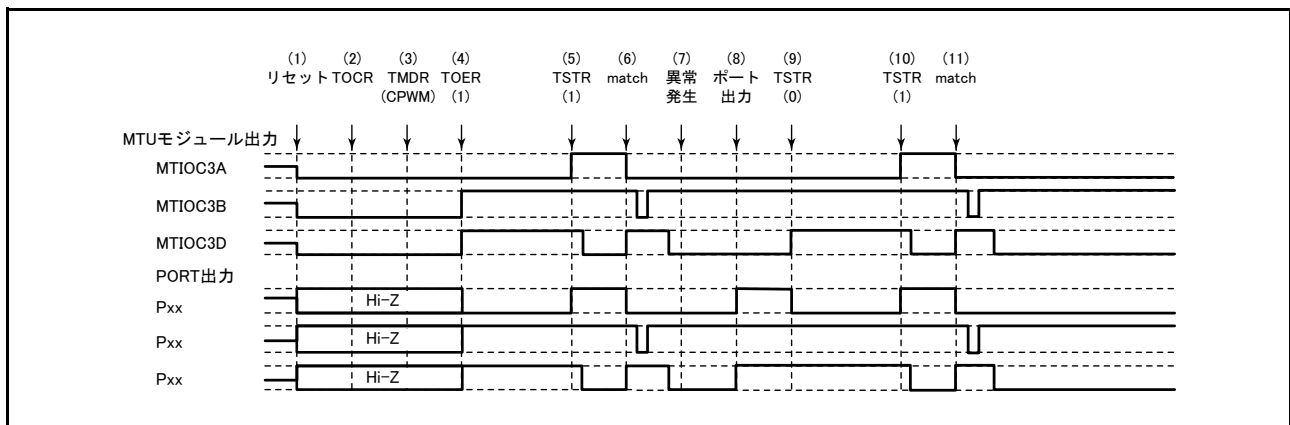 (1) (2) (3) (4) (5) (6) (7) (8) (9) (10) (11)
リセット TOCR TMDR TOER TSTR match 異常 ポート TSTR TSTR match
(CPWM) (1) (1) 発生 出力 (0) (1)
MTUモジュール出力
MTIOC3A
MTIOC3B
MTIOC3D
PORT出力
Pxx Hi-Z
Pxx Hi-Z
Pxx Hi-Z